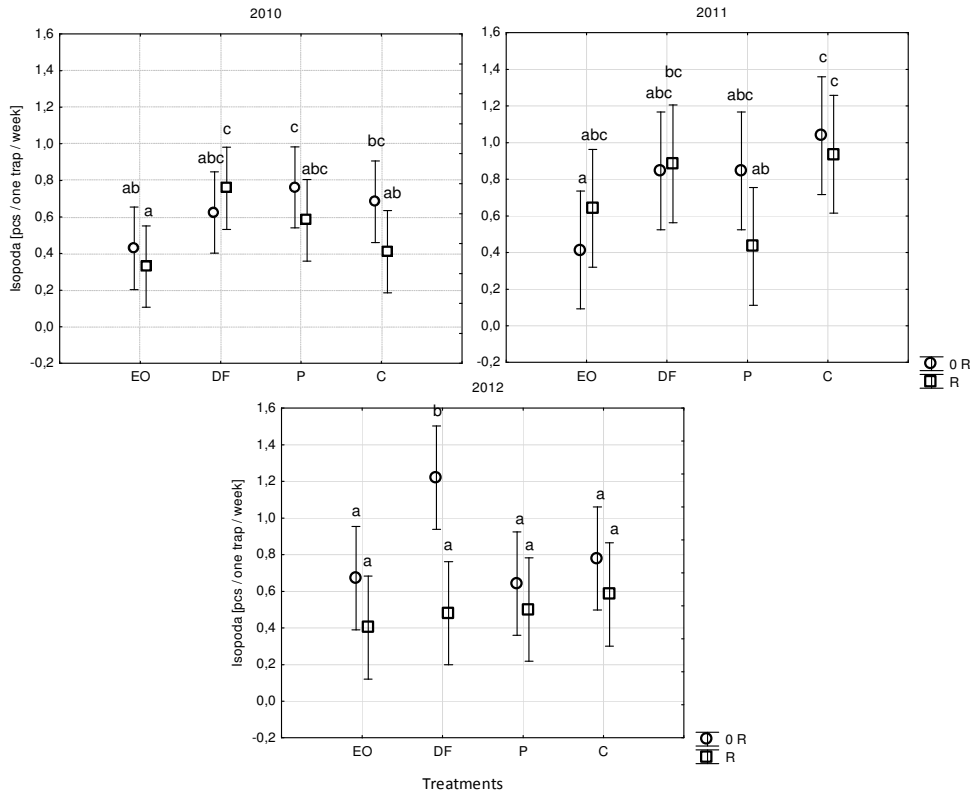 2010
1,6
1,4
1,2
1,0
0,8
0,6
0,4
0,2
0,0
-0,2
Isopoda [pcs / one trap / week]
ab
a
abc
c
c
abc
bc
ab
EO DF P C
2011
1,6
1,4
1,2
1,0
0,8
0,6
0,4
0,2
0,0
-0,2
a
abc
abc
bc
abc
ab
c
c
EO DF P C
0 R
R
2012
1,6
1,4
1,2
1,0
0,8
0,6
0,4
0,2
0,0
-0,2
Isopoda [pcs / one trap / week]
a
a
b
a
a
a
a
a
EO DF P C
0 R
R
Treatments